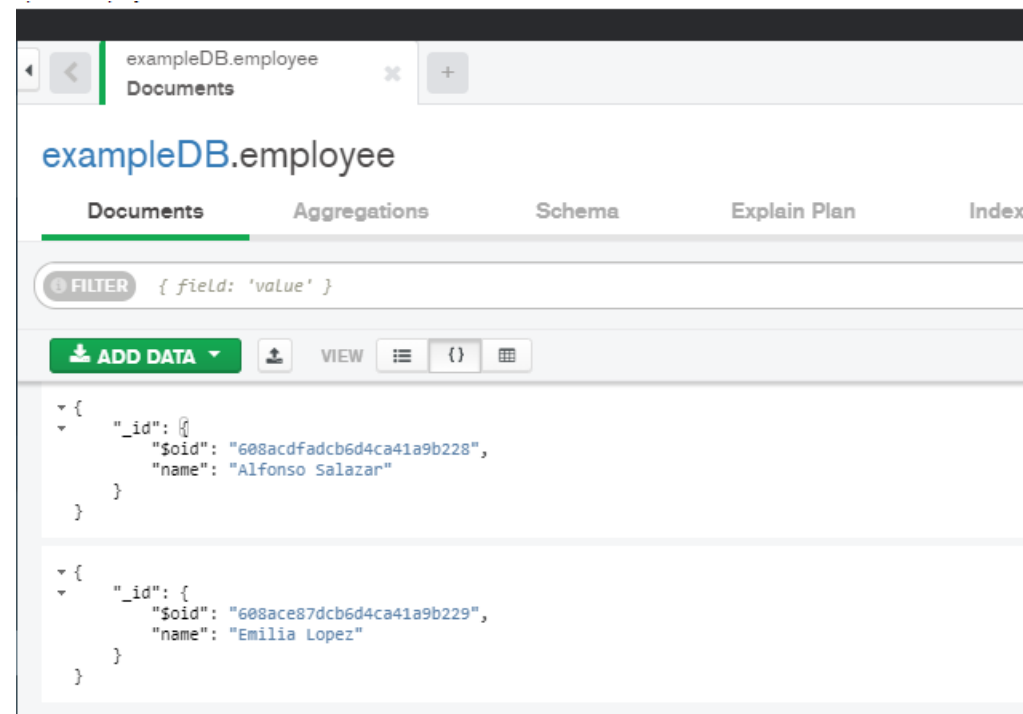 exampleDB.employee
Documents
exampleDB.employee
Documents Aggregations Schema Explain Plan Index
FILTER { field: 'value' }
ADD DATA VIEW {}
{
"_id": {
"$oid": "608acdfadcb6d4ca41a9b228",
"name": "Alfonso Salazar"
}
}
{
"_id": {
"$oid": "608ace87dcb6d4ca41a9b229",
"name": "Emilia Lopez"
}
}